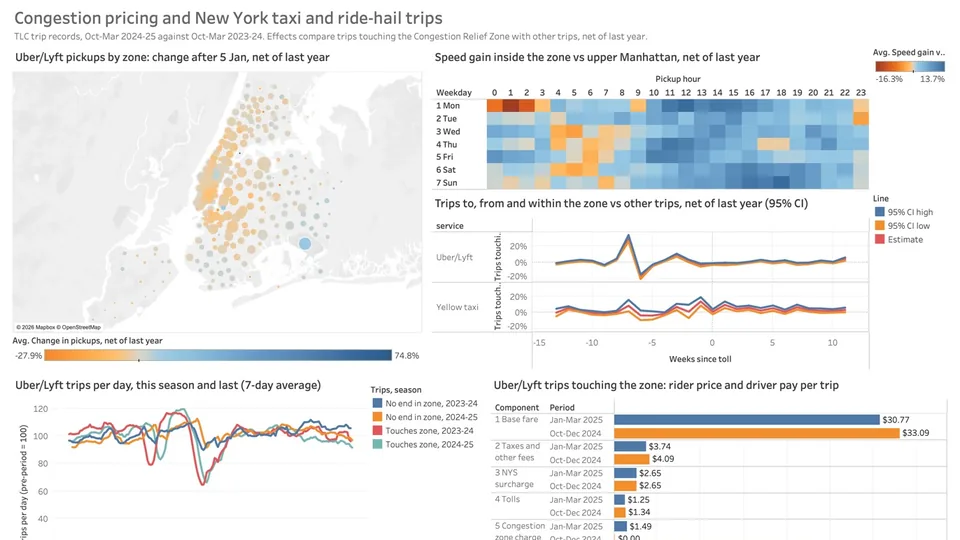 Congestion pricing and New York taxi and ride-hail trips
TLC trip records, Oct-Mar 2024-25 against Oct-Mar 2023-24. Effects compare trips touching the Congestion Relief Zone with other trips, net of last year.
Uber/Lyft pickups by zone: change after 5 Jan, net of last year
© 2026 Mapbox © OpenStreetMap
Avg. Change in pickups, net of last year
-27.9% 74.8%
Speed gain inside the zone vs upper Manhattan, net of last year
Pickup hour
Weekday 0 1 2 3 4 5 6 7 8 9 10 11 12 13 14 15 16 17 18 19 20 21 22 23
1 Mon
2 Tue
3 Wed
4 Thu
5 Fri
6 Sat
7 Sun
Avg. Speed gain v..
-16.3% 13.7%
Trips to, from and within the zone vs other trips, net of last year (95% CI)
service
Uber/Lyft
Trips touchi..
20%
0%
-20%
Yellow taxi
Trips touch..
20%
0%
-20%
-15 -10 -5 0 5 10
Weeks since toll
Line
95% CI high
95% CI low
Estimate
Uber/Lyft trips per day, this season and last (7-day average)
rips per day (pre-period = 100)
120
100
80
60
40
Trips, season
No end in zone, 2023-24
No end in zone, 2024-25
Touches zone, 2023-24
Touches zone, 2024-25
Uber/Lyft trips touching the zone: rider price and driver pay per trip
Component Period
1 Base fare Jan-Mar 2025 $30.77
Oct-Dec 2024 $33.09
2 Taxes and other fees Jan-Mar 2025 $3.74
Oct-Dec 2024 $4.09
3 NYS surcharge Jan-Mar 2025 $2.65
Oct-Dec 2024 $2.65
4 Tolls Jan-Mar 2025 $1.25
Oct-Dec 2024 $1.34
5 Congestion zone charge Jan-Mar 2025 $1.49
Oct-Dec 2024 $0.00